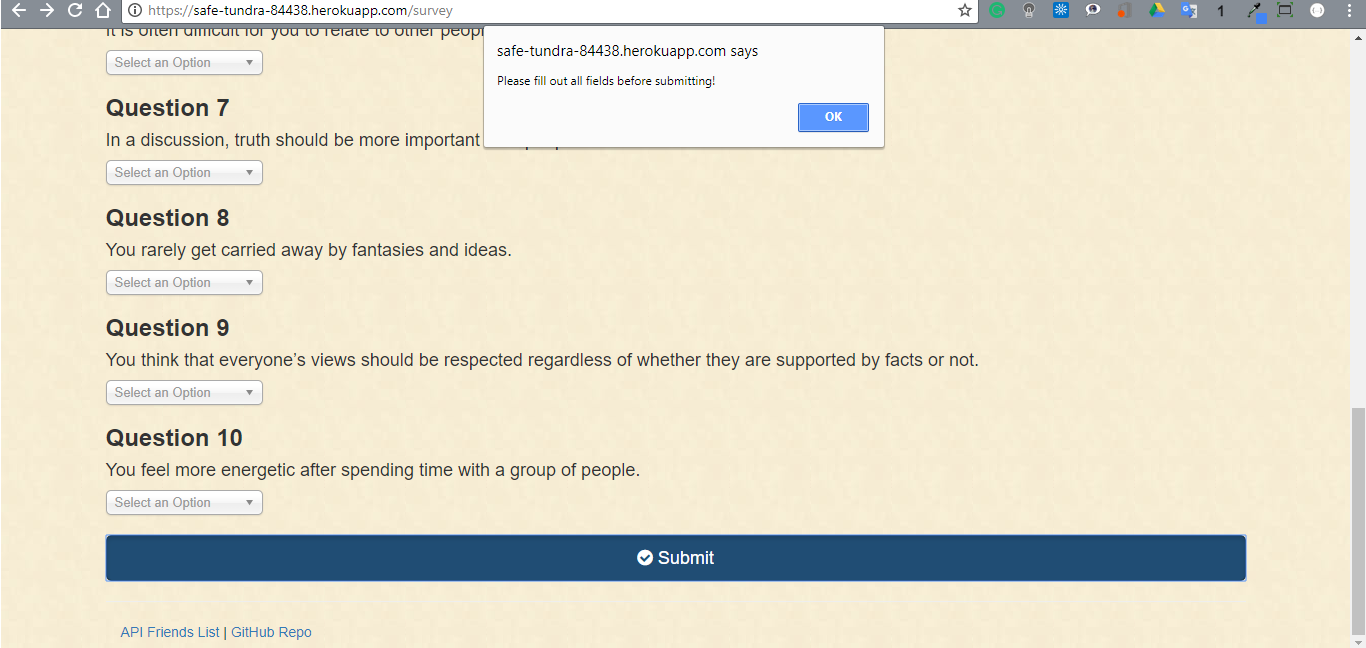 https://safe-tundra-84438.herokuapp.com/survey
safe-tundra-84438.herokuapp.com says
Please fill out all fields before submitting!
OK
It is often difficult for you to relate to other
Select an Option
Question 7
In a discussion, truth should be more important
Select an Option
Question 8
You rarely get carried away by fantasies and ideas.
Select an Option
Question 9
You think that everyone’s views should be respected regardless of whether they are supported by facts or not.
Select an Option
Question 10
You feel more energetic after spending time with a group of people.
Select an Option
Submit
API Friends List | GitHub Repo